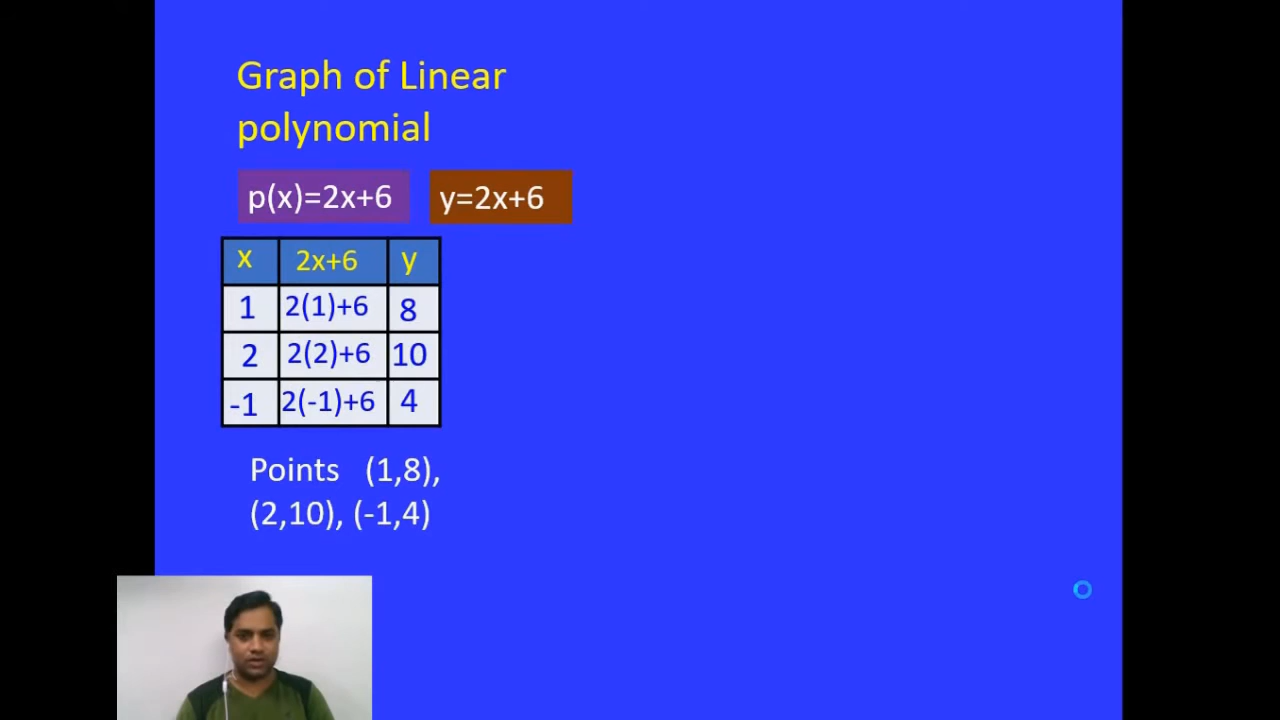 Graph of Linear
polynomial
p(x)=2x+6 y=2x+6
x 2x+6 y
1 2(1)+6 8
2 2(2)+6 10
-1 2(-1)+6 4
Points (1,8),
(2,10), (-1,4)